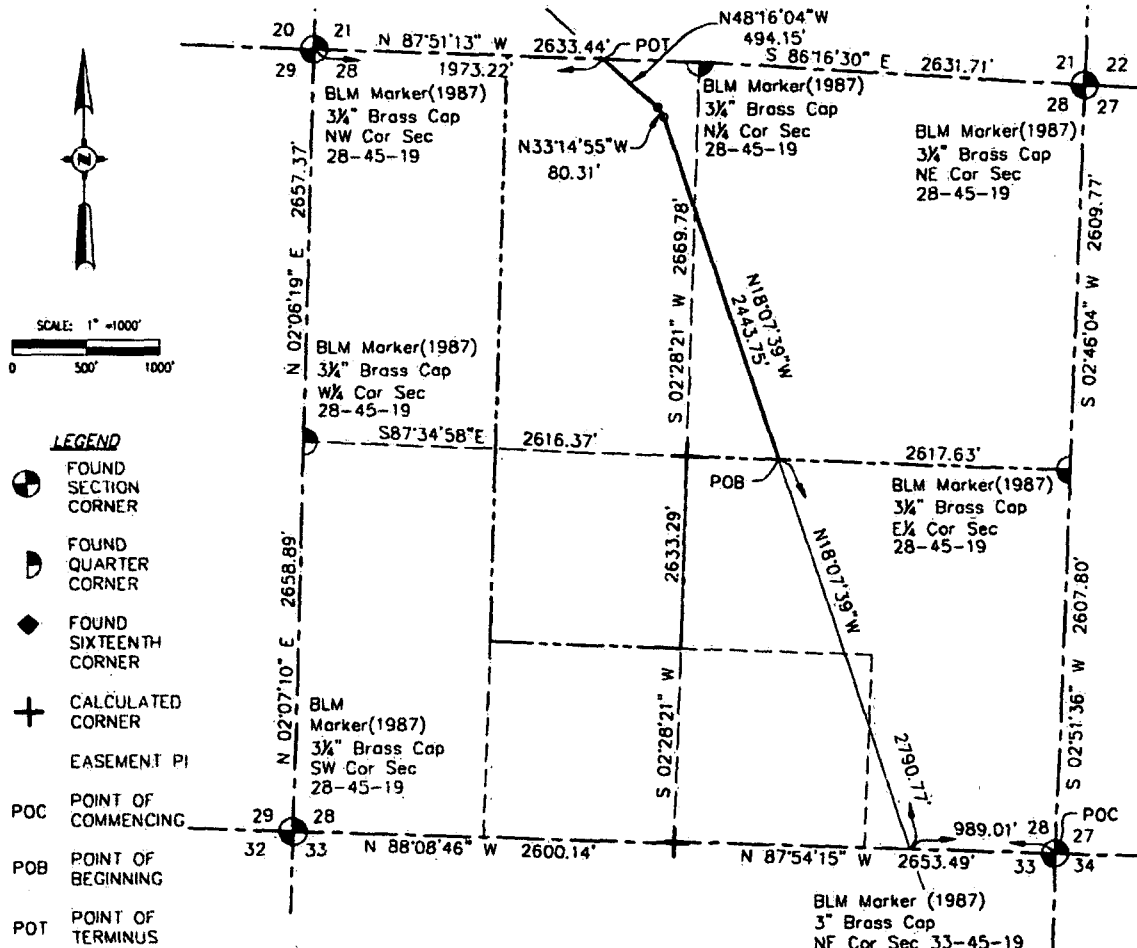 N48°16'04"W
494.15'
20 21
N 87°51'13" W 2633.44' POT
S 86°16'30" E 2631.71'
21 22
29 28
1973.22'
28 27
BLM Marker(1987)
3¼" Brass Cap
NW Cor Sec
28-45-19
BLM Marker(1987)
3¼" Brass Cap
N¼ Cor Sec
28-45-19
BLM Marker(1987)
3¼" Brass Cap
NE Cor Sec
28-45-19
N33°14'55"W
80.31'
N
SCALE: 1" =1000'
0 500' 1000'
N 02°06'19" E 2657.37'
S 02°28'21" W 2669.78'
N18°07'39"W
2443.75'
S 02°46'04" W 2609.77'
BLM Marker(1987)
3¼" Brass Cap
W¼ Cor Sec
28-45-19
S87°34'58"E 2616.37'
2617.63'
POB
BLM Marker(1987)
3¼" Brass Cap
E¼ Cor Sec
28-45-19
LEGEND
FOUND
SECTION
CORNER
FOUND
QUARTER
CORNER
FOUND
SIXTEENTH
CORNER
CALCULATED
CORNER
EASEMENT PI
POC POINT OF
COMMENCING
POB POINT OF
BEGINNING
POT POINT OF
TERMINUS
N 02°07'10" E 2658.89'
S 02°28'21" W 2633.29'
N18°07'39"W
2790.77'
S 02°51'36" W 2607.80'
BLM
Marker(1987)
3¼" Brass Cap
SW Cor Sec
28-45-19
29 28
32 33
N 88°08'46" W 2600.14'
N 87°54'15" W 2653.49'
989.01'
POC
28 27
33 34
BLM Marker (1987)
3" Brass Cap
NE Cor Sec 33-45-19